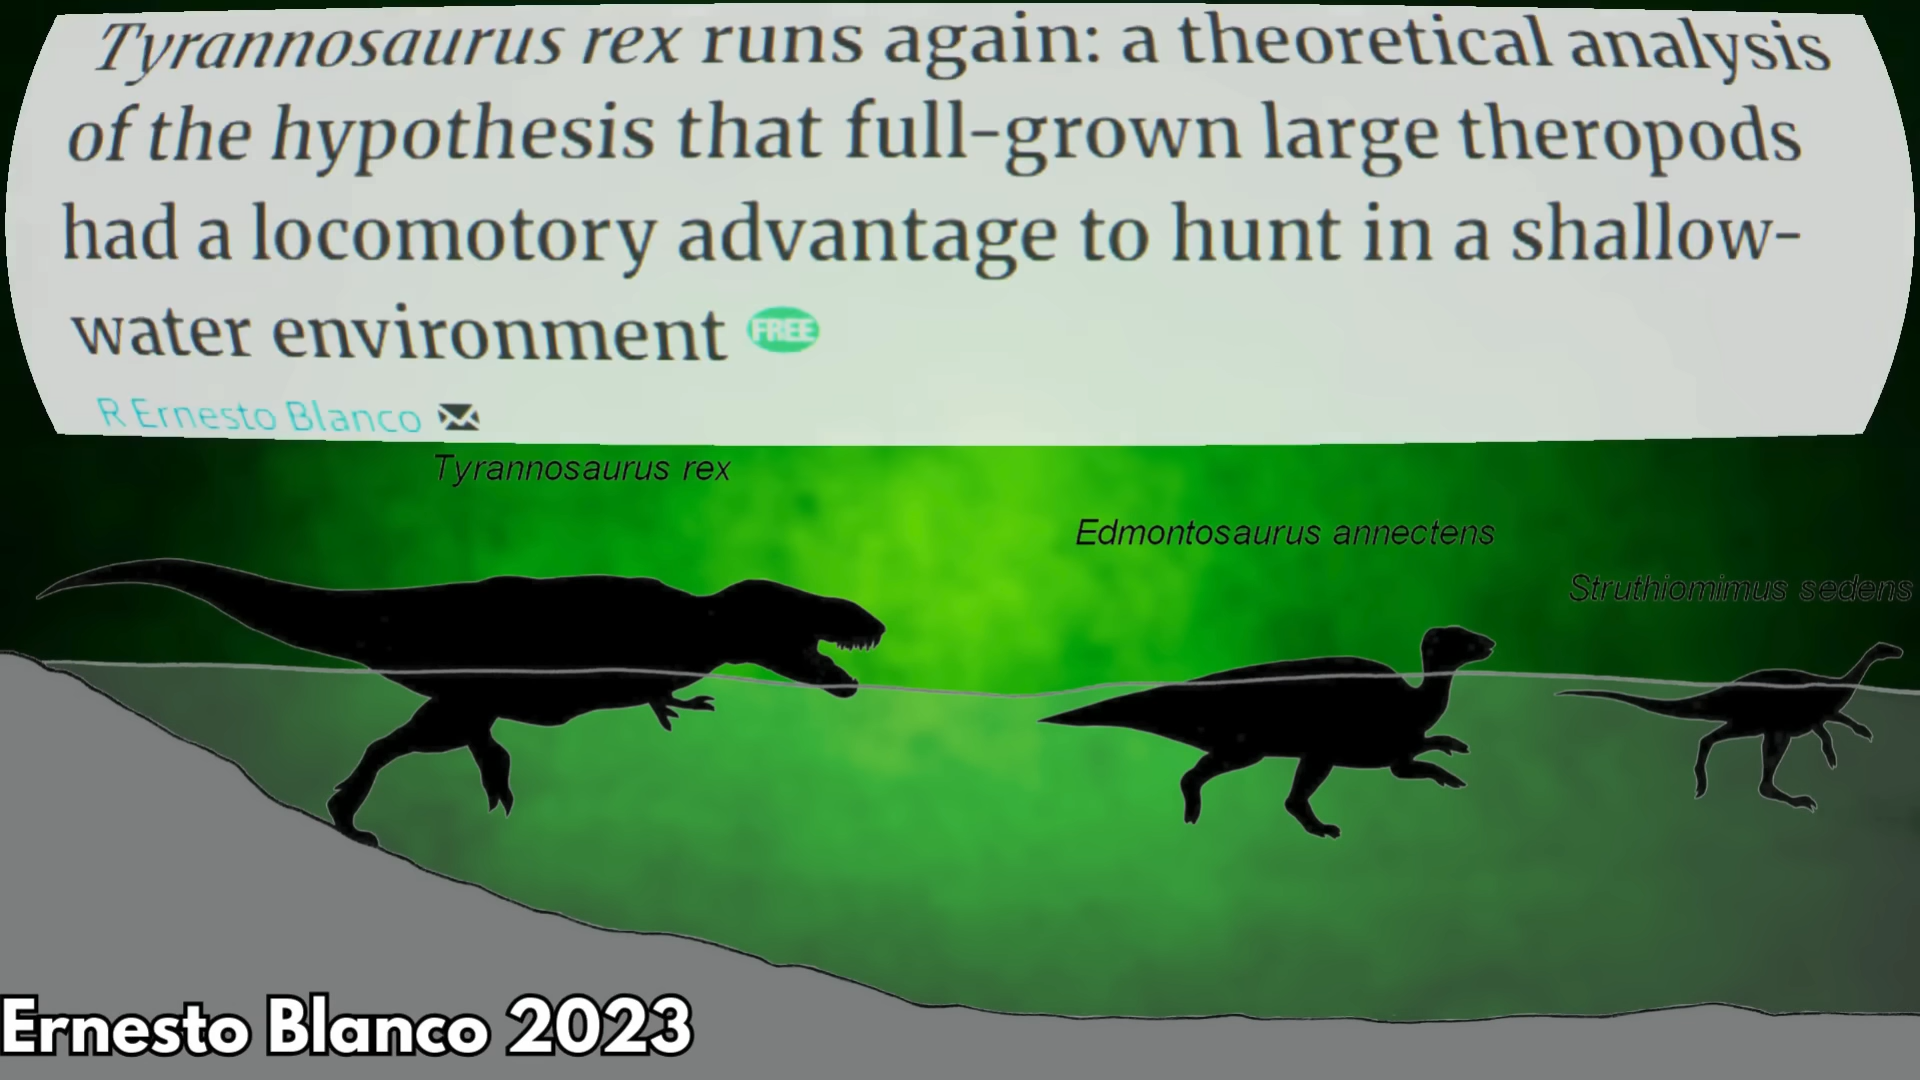 Tyrannosaurus rex runs again: a theoretical analysis
of the hypothesis that full-grown large theropods
had a locomotory advantage to hunt in a shallow-
water environment FREE
R Ernesto Blanco
Tyrannosaurus rex
Edmontosaurus annectens
Struthiomimus sedens
Ernesto Blanco 2023